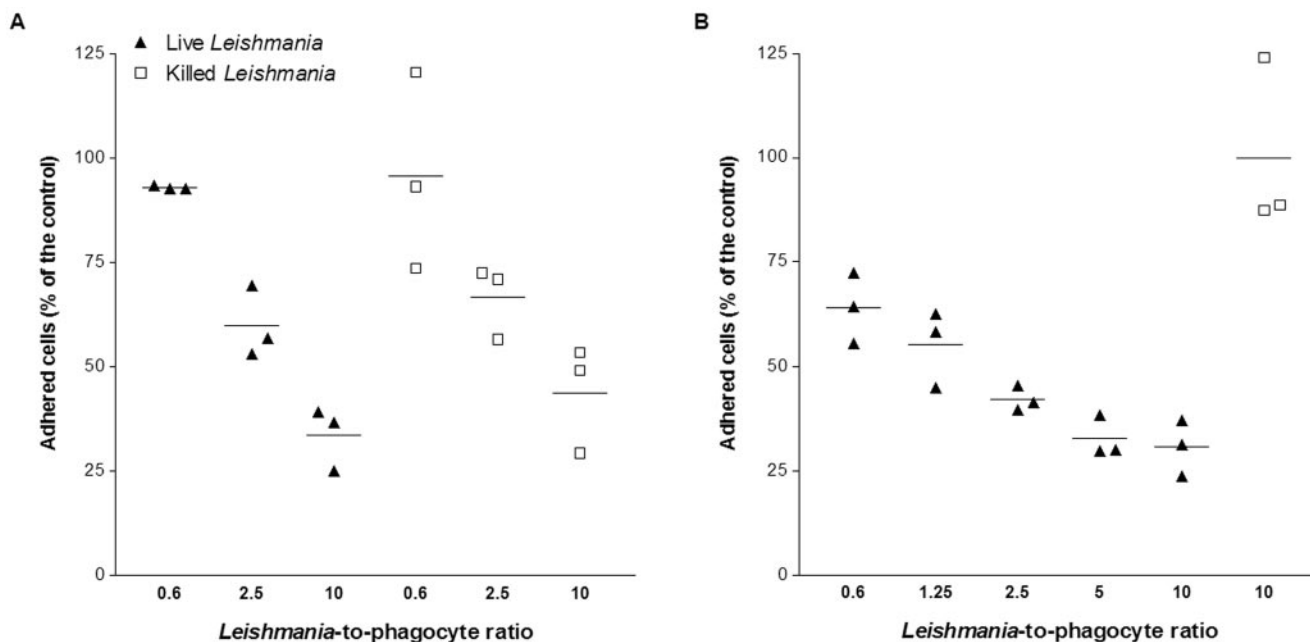 A
Live Leishmania
Killed Leishmania
125
100
75
50
25
0
Adhered cells (% of the control)
0.6 2.5 10 0.6 2.5 10
Leishmania-to-phagocyte ratio
B
125
100
75
50
25
0
Adhered cells (% of the control)
0.6 1.25 2.5 5 10 10
Leishmania-to-phagocyte ratio